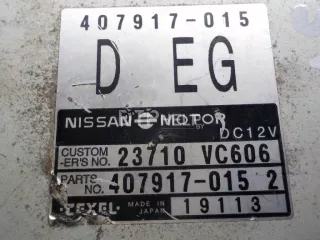 407917-015
D EG
NISSAN MOTOR
DC12V
CUSTOM
-ER'S NO. 23710 VC606
PARTS
NO. 407917-015 2
ZEXEL MADE IN
JAPAN 19113